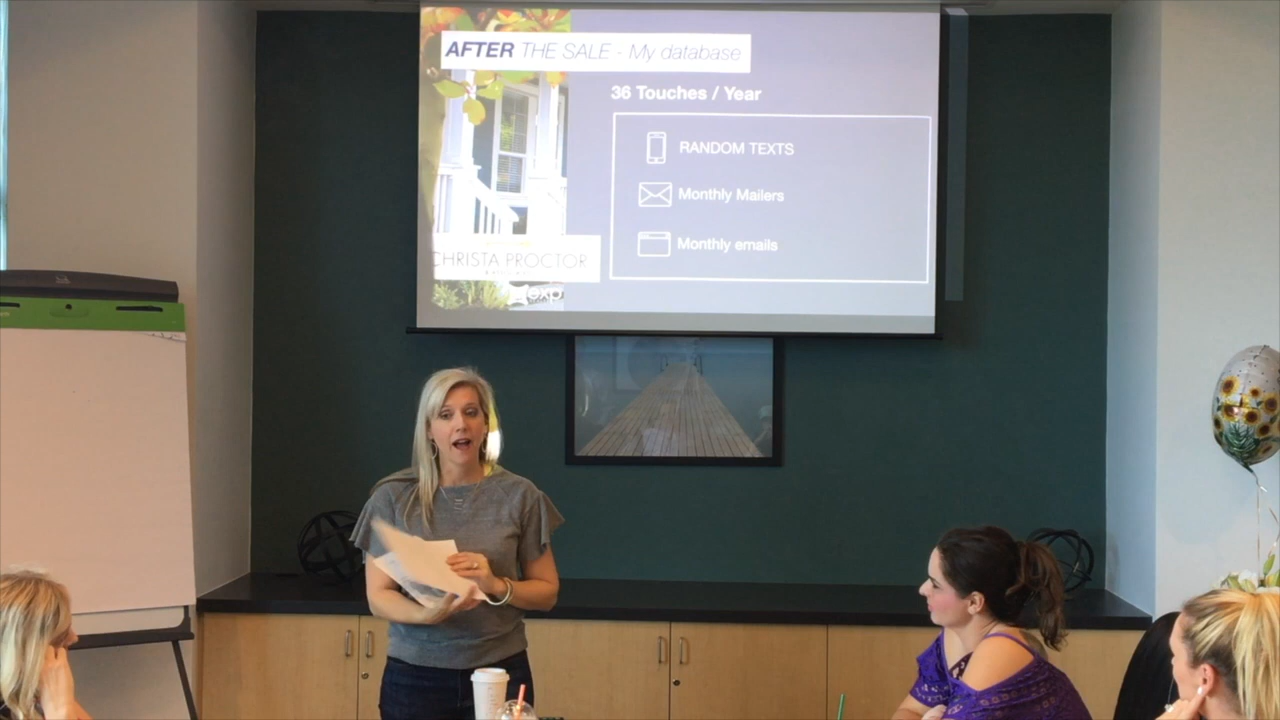 AFTER THE SALE - My database
36 Touches / Year
RANDOM TEXTS
Monthly Mailers
Monthly emails
CHRISTA PROCTOR
exp